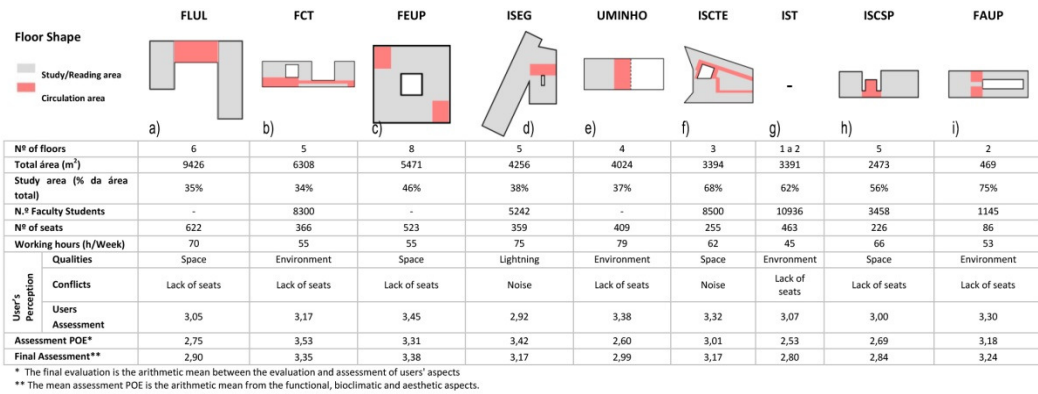 FLUL FCT FEUP ISEG UMINHO ISCTE IST ISCSP FAUP
Floor Shape
Study/Reading area
Circulation area
-
a) b) c) d) e) f) g) h) i)
Nº of floors 6 5 8 5 4 3 1 a 2 5 2
Total área (m²) 9426 6308 5471 4256 4024 3394 3391 2473 469
Study area (% da área
total) 35% 34% 46% 38% 37% 68% 62% 56% 75%
N.º Faculty Students - 8300 - 5242 - 8500 10936 3458 1145
Nº of seats 622 366 523 359 409 255 463 226 86
Working hours (h/Week) 70 55 55 75 79 62 45 66 53
User's Perception
Qualities Space Environment Space Lightning Environment Space Envronment Space Environment
Conflicts Lack of seats Lack of seats Lack of seats Noise Lack of seats Noise Lack of seats Lack of seats Lack of seats
Users
Assessment 3,05 3,17 3,45 2,92 3,38 3,32 3,07 3,00 3,30
Assessment POE* 2,75 3,53 3,31 3,42 2,60 3,01 2,53 2,69 3,18
Final Assessment** 2,90 3,35 3,38 3,17 2,99 3,17 2,80 2,84 3,24
* The final evaluation is the arithmetic mean between the evaluation and assessment of users' aspects
** The mean assessment POE is the arithmetic mean from the functional, bioclimatic and aesthetic aspects.